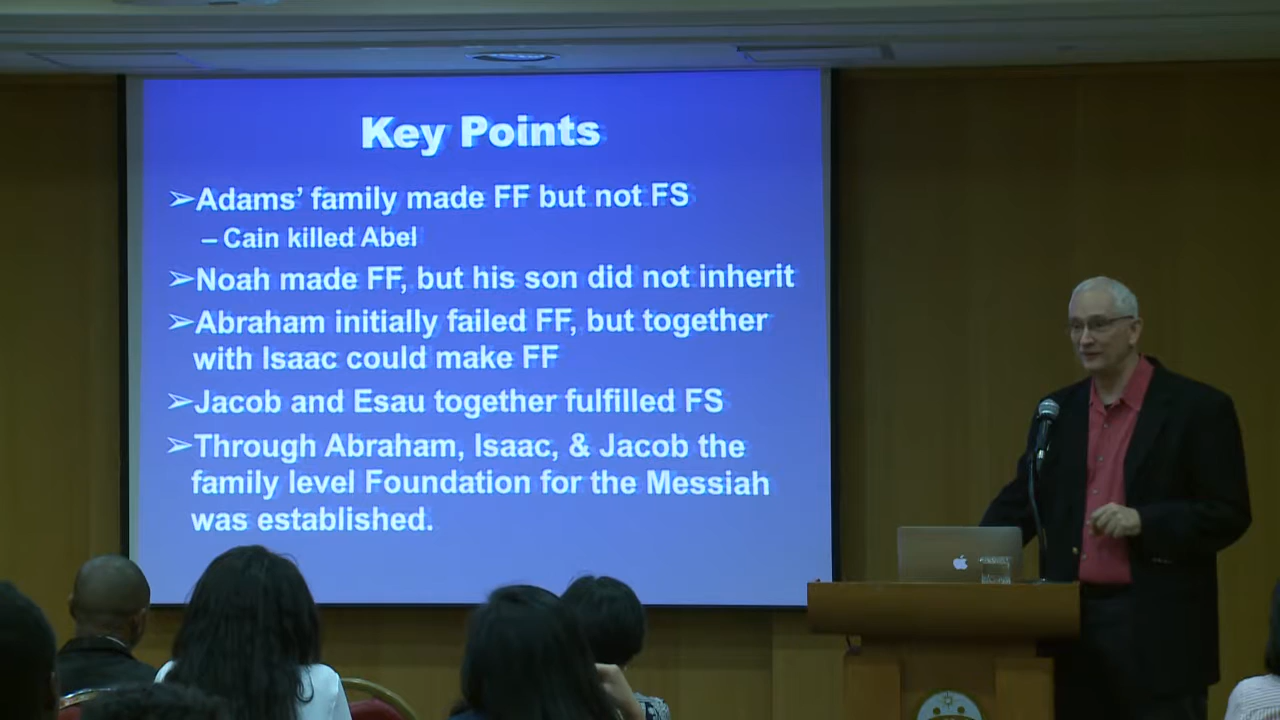 Key Points
➢Adams' family made FF but not FS
– Cain killed Abel
➢Noah made FF, but his son did not inherit
➢Abraham initially failed FF, but together
with Isaac could make FF
➢Jacob and Esau together fulfilled FS
➢Through Abraham, Isaac, & Jacob the
family level Foundation for the Messiah
was established.